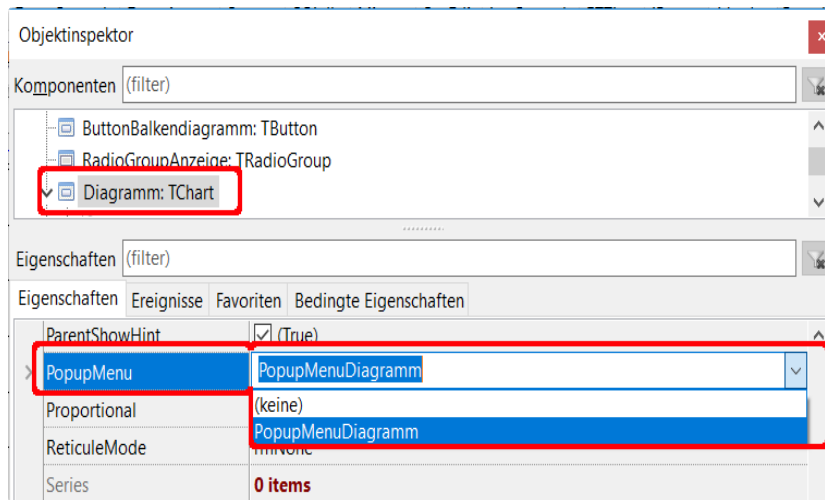 Objektinspektor
Komponenten (filter)
ButtonBalkendiagramm: TButton
RadioGroupAnzeige: TRadioGroup
Diagramm: TChart
Eigenschaften (filter)
Eigenschaften Ereignisse Favoriten Bedingte Eigenschaften
ParentShowHint (True)
PopupMenu PopupMenuDiagramm
Proportional (keine)
PopupMenuDiagramm
ReticuleMode
Series 0 items